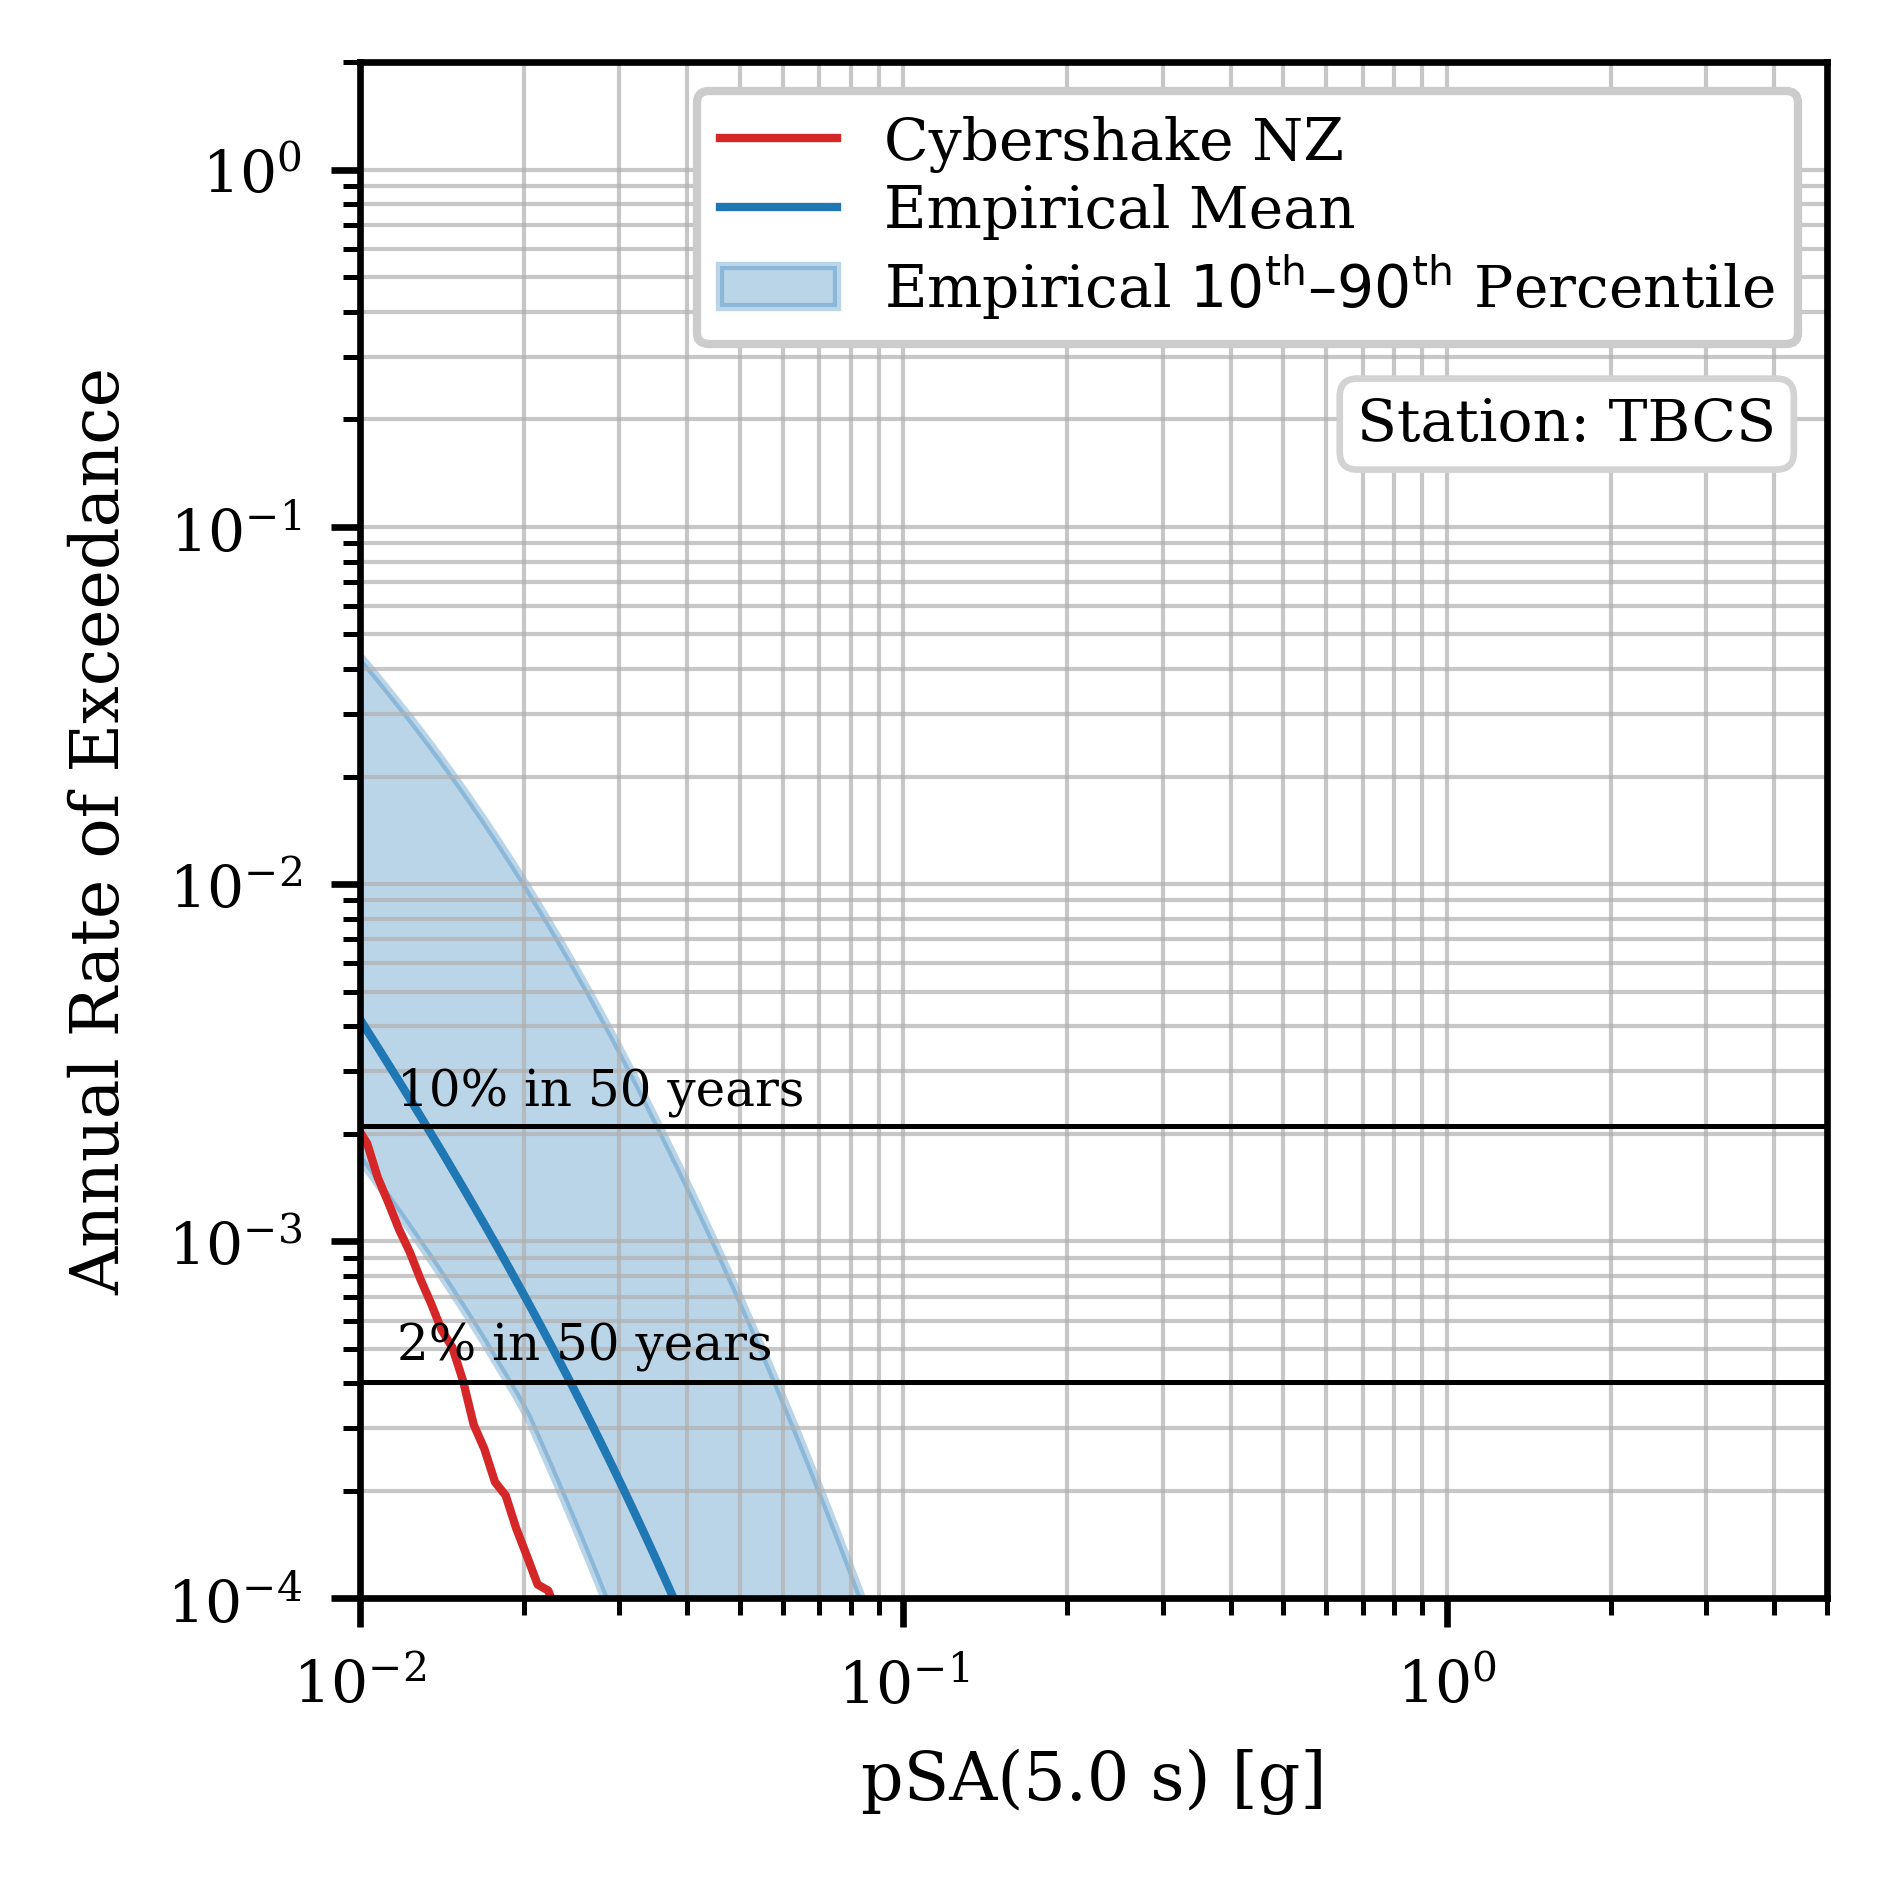 Cybershake NZ
Empirical Mean
Empirical 10th–90th Percentile
Station: TBCS
Annual Rate of Exceedance
10⁰
10⁻¹
10⁻²
10⁻³
10⁻⁴
10% in 50 years
2% in 50 years
10⁻² 10⁻¹ 10⁰
pSA(5.0 s) [g]